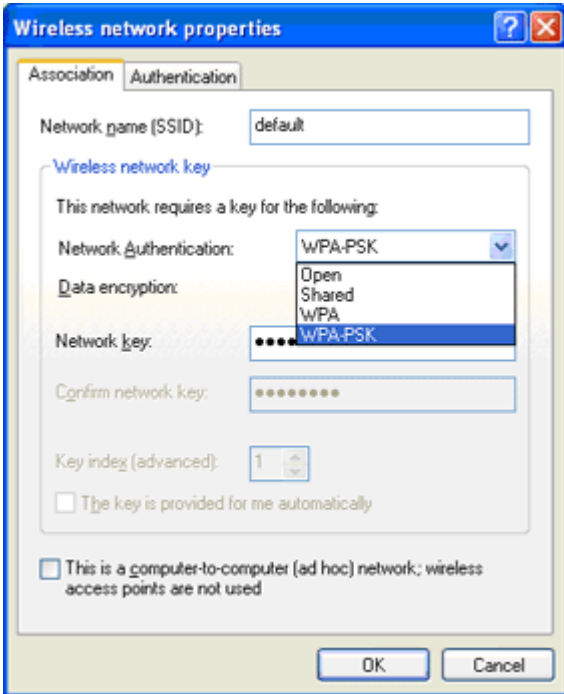 Wireless network properties
Association Authentication
Network name (SSID): default
Wireless network key
This network requires a key for the following:
Network Authentication: WPA-PSK
Open
Data encryption:
Shared
WPA
WPA-PSK
Network key:
Confirm network key:
Key index (advanced): 1
The key is provided for me automatically
This is a computer-to-computer (ad hoc) network; wireless
access points are not used
OK Cancel